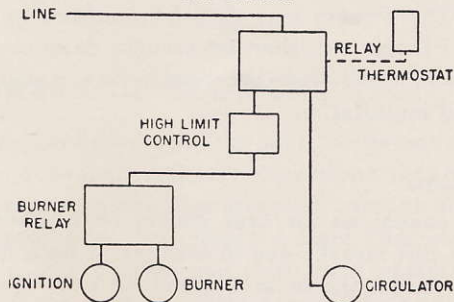 LINE
RELAY
THERMOSTAT
HIGH LIMIT
CONTROL
BURNER
RELAY
IGNITION
BURNER
CIRCULATOR